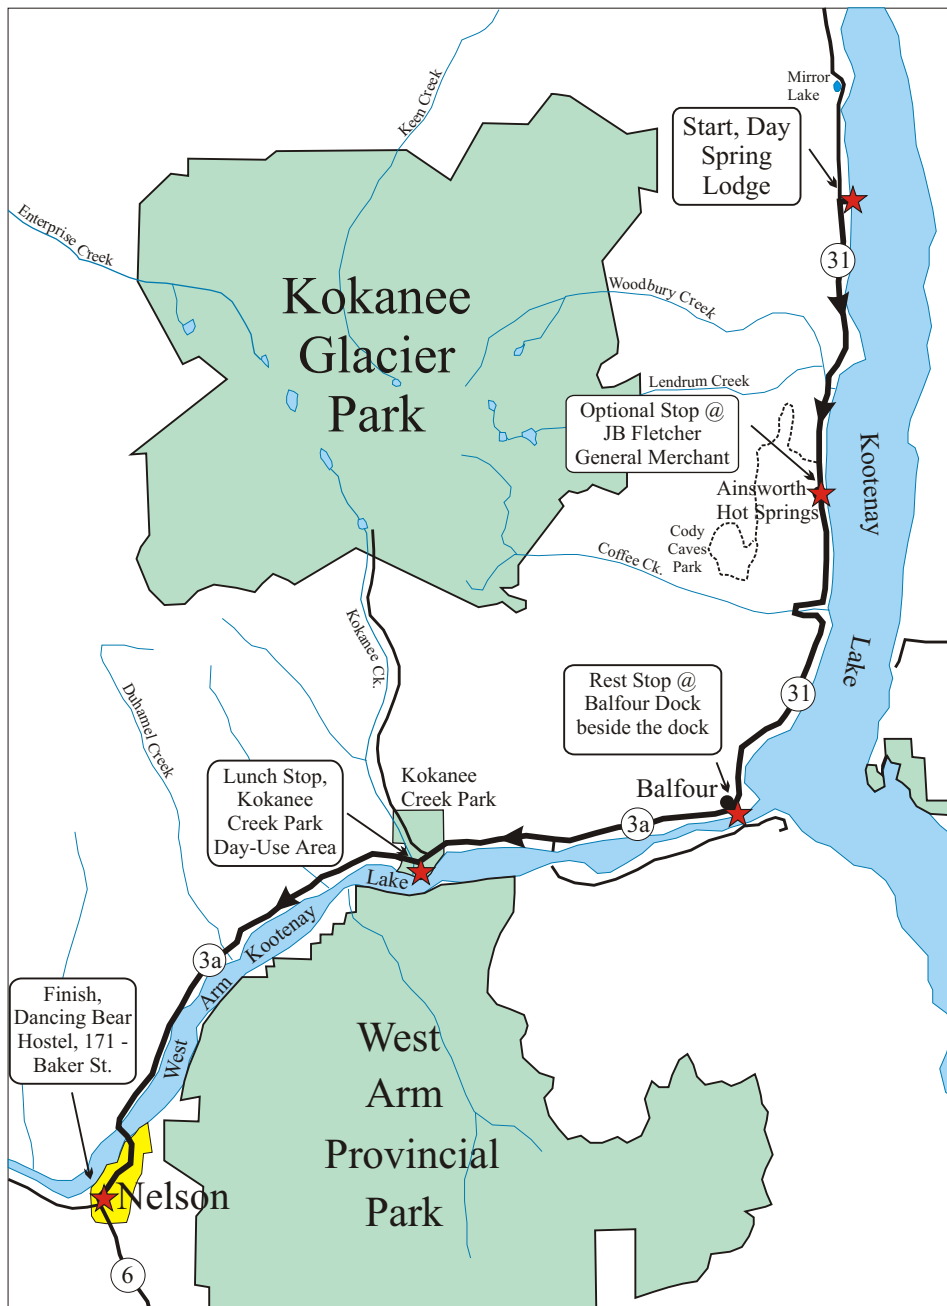 Mirror
Lake
Keen Creek
Start, Day
Spring
Lodge
Enterprise Creek
31
Woodbury Creek
Kokanee
Glacier
Park
Lendrum Creek
Optional Stop @
JB Fletcher
General Merchant
Kootenay
Lake
Ainsworth
Hot Springs
Cody
Caves
Park
Coffee Ck.
Kokanee Ck.
Duhamel Creek
Rest Stop @
Balfour Dock
beside the dock
31
Lunch Stop,
Kokanee
Creek Park
Day-Use Area
Kokanee
Creek Park
Balfour
3a
3a
West Arm Kootenay Lake
Finish,
Dancing Bear
Hostel, 171 -
Baker St.
West
Arm
Provincial
Park
Nelson
6